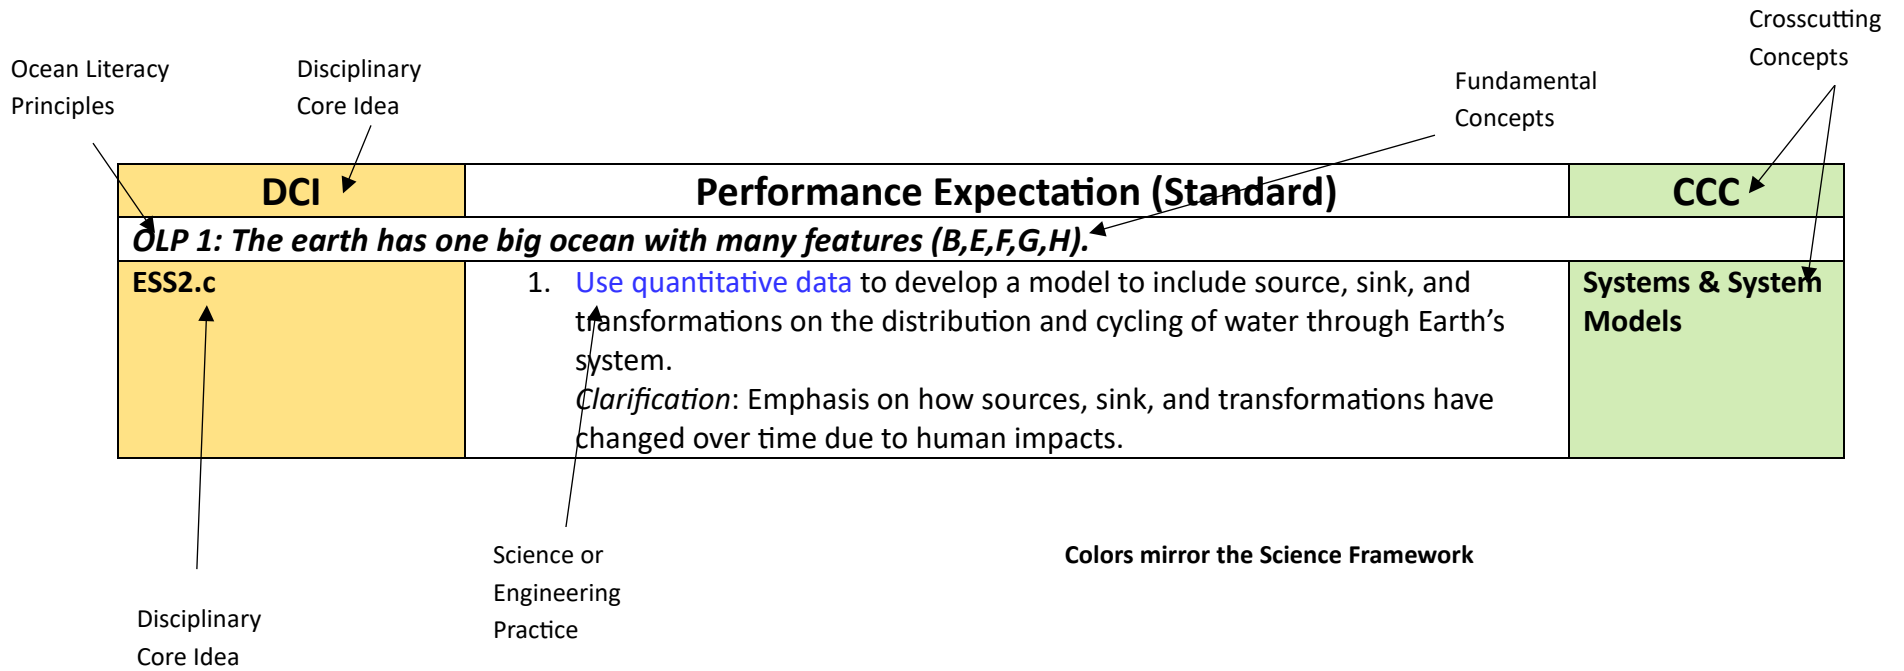 Crosscutting
Concepts
Ocean Literacy
Principles
Disciplinary
Core Idea
Fundamental
Concepts
DCI
Performance Expectation (Standard)
CCC
OLP 1: The earth has one big ocean with many features (B,E,F,G,H).
ESS2.c
1. Use quantitative data to develop a model to include source, sink, and
transformations on the distribution and cycling of water through Earth’s
system.
Clarification: Emphasis on how sources, sink, and transformations have
changed over time due to human impacts.
Systems & System
Models
Science or
Engineering
Practice
Colors mirror the Science Framework
Disciplinary
Core Idea